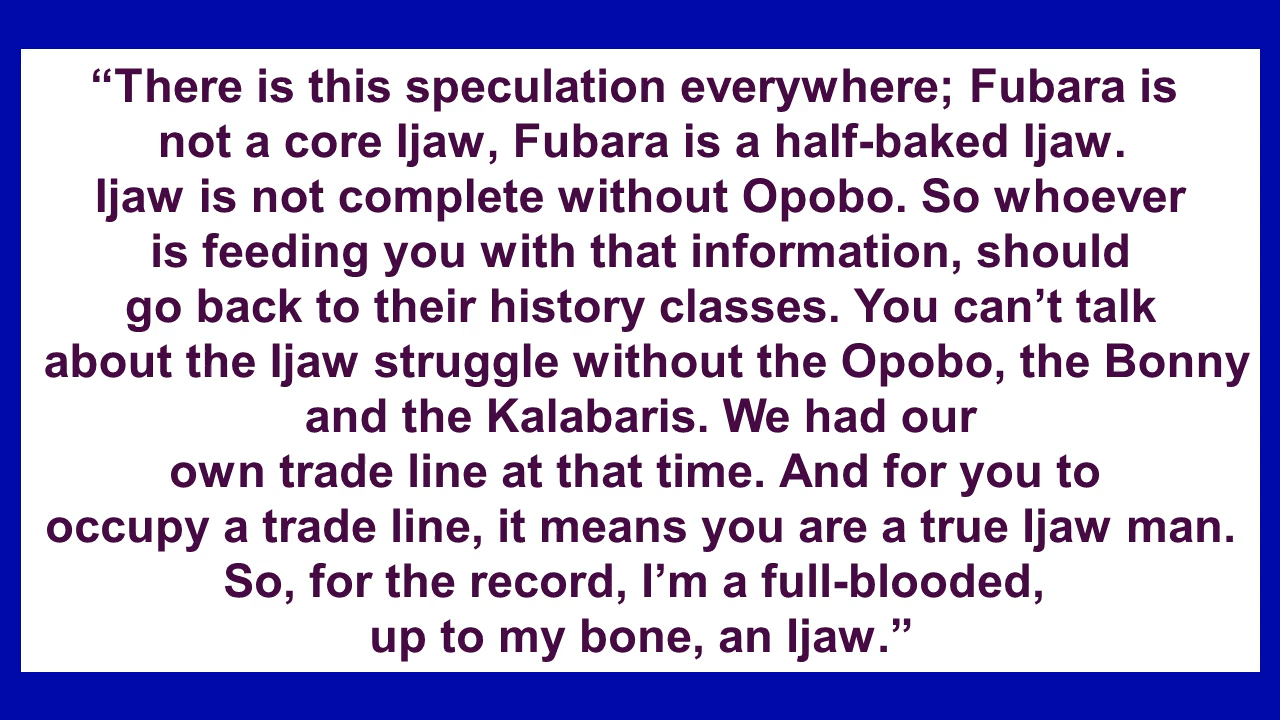 “There is this speculation everywhere; Fubara is
not a core Ijaw, Fubara is a half-baked Ijaw.
Ijaw is not complete without Opobo. So whoever
is feeding you with that information, should
go back to their history classes. You can’t talk
about the Ijaw struggle without the Opobo, the Bonny
and the Kalabaris. We had our
own trade line at that time. And for you to
occupy a trade line, it means you are a true Ijaw man.
So, for the record, I’m a full-blooded,
up to my bone, an Ijaw.”